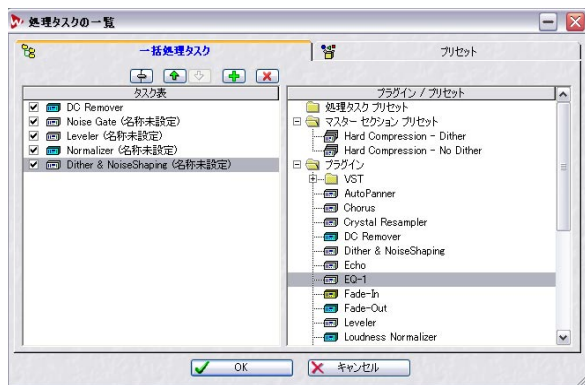 処理タスクの一覧
一括処理タスク
プリセット
タスク表
DC Remover
Noise Gate (名称未設定)
Leveler (名称未設定)
Normalizer (名称未設定)
Dither & NoiseShaping (名称未設定)
プラグイン / プリセット
処理タスク プリセット
マスター セクション プリセット
Hard Compression - Dither
Hard Compression - No Dither
プラグイン
VST
AutoPanner
Chorus
Crystal Resampler
DC Remover
Dither & NoiseShaping
Echo
EQ-1
Fade-In
Fade-Out
Leveler
Loudness Normalizer
OK
キャンセル